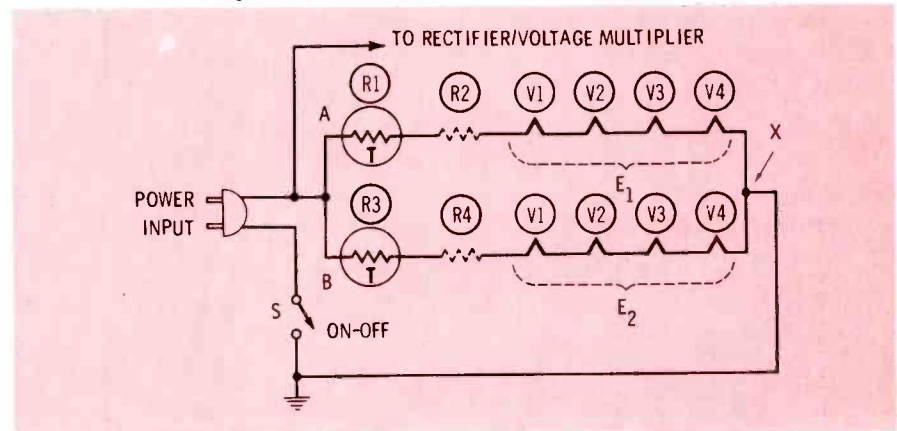 TO RECTIFIER/VOLTAGE MULTIPLIER
R1 R2 V1 V2 V3 V4
A
X
T
E1
POWER
INPUT
R3 R4 V1 V2 V3 V4
T
B
E2
S
ON-OFF